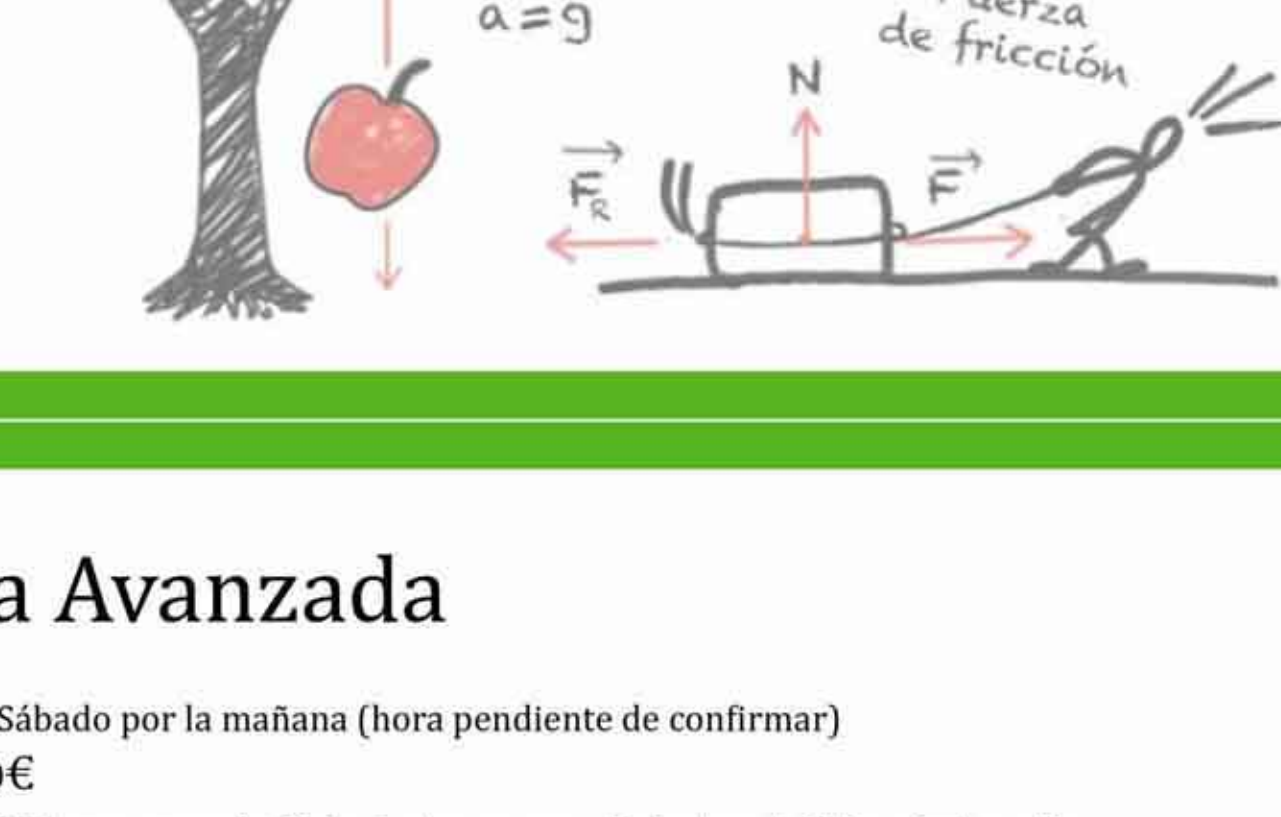 a = g
de fricción
N
F_R
F
Avanzada
Sábado por la mañana (hora pendiente de confirmar)
€